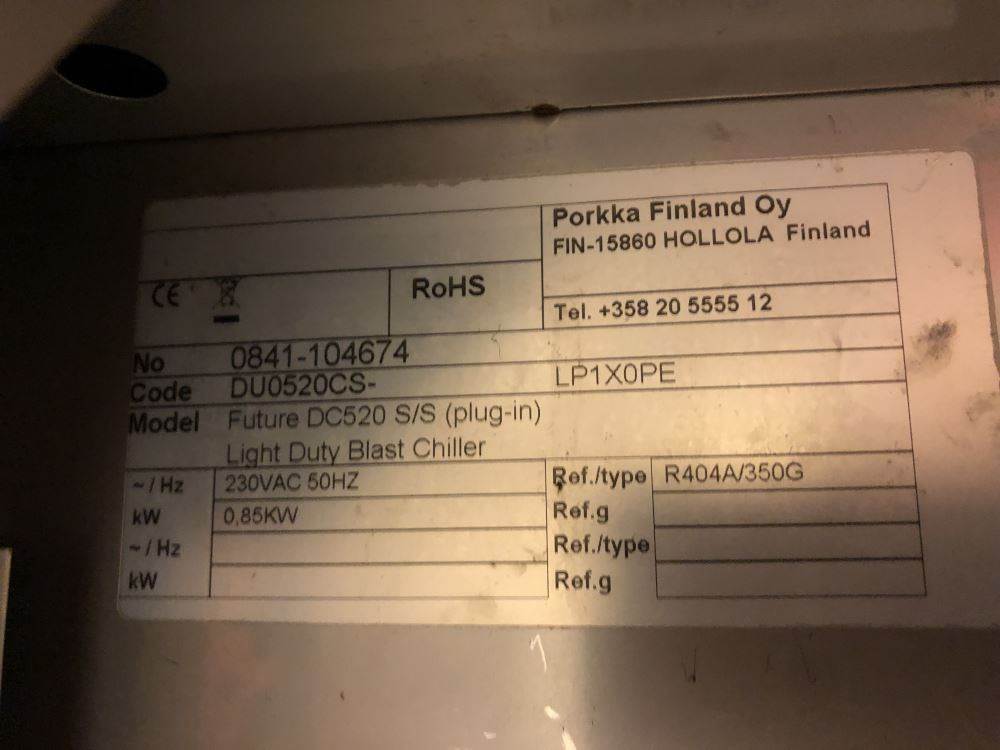 Porkka Finland Oy
FIN-15860 HOLLOLA Finland
CE
RoHS
Tel. +358 20 5555 12
No 0841-104674
Code DU0520CS- LP1X0PE
Model Future DC520 S/S (plug-in)
Light Duty Blast Chiller
~ / Hz 230VAC 50HZ Ref./type R404A/350G
kW 0,85KW Ref.g
~ / Hz Ref./type
kW Ref.g